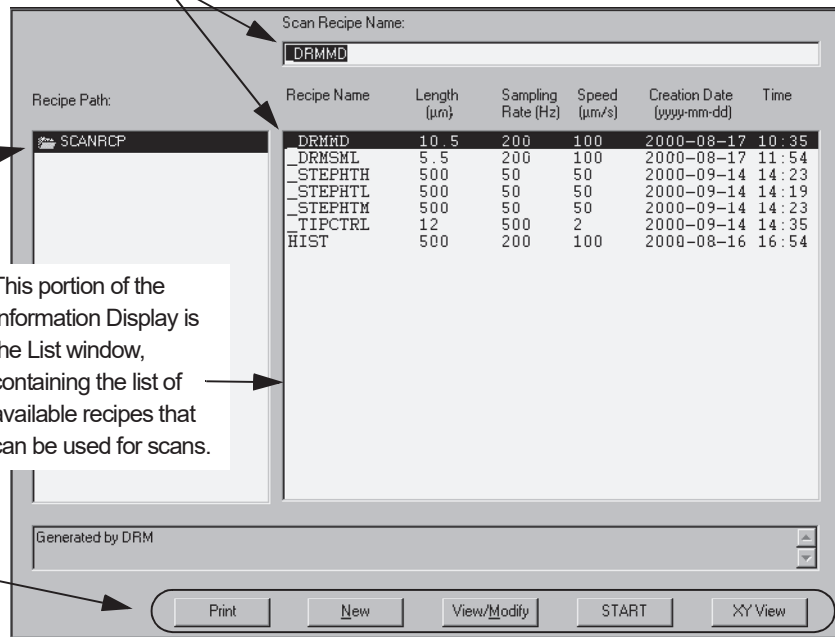 Scan Recipe Name:
_DRMMD
Recipe Path:
SCANRCP
Recipe Name Length (µm) Sampling Rate (Hz) Speed (µm/s) Creation Date (yyyy-mm-dd) Time
_DRMMD 10.5 200 100 2000-08-17 10:35
_DRMSML 5.5 200 100 2000-08-17 11:54
_STEPHTH 500 50 50 2000-09-14 14:23
_STEPHTL 500 50 50 2000-09-14 14:19
_STEPHTM 500 50 50 2000-09-14 14:23
_TIPCTRL 12 500 2 2000-09-14 14:35
HIST 500 200 100 2000-08-16 16:54
This portion of the
Information Display is
the List window,
containing the list of
available recipes that
can be used for scans.
Generated by DRM
Print New View/Modify START XY View